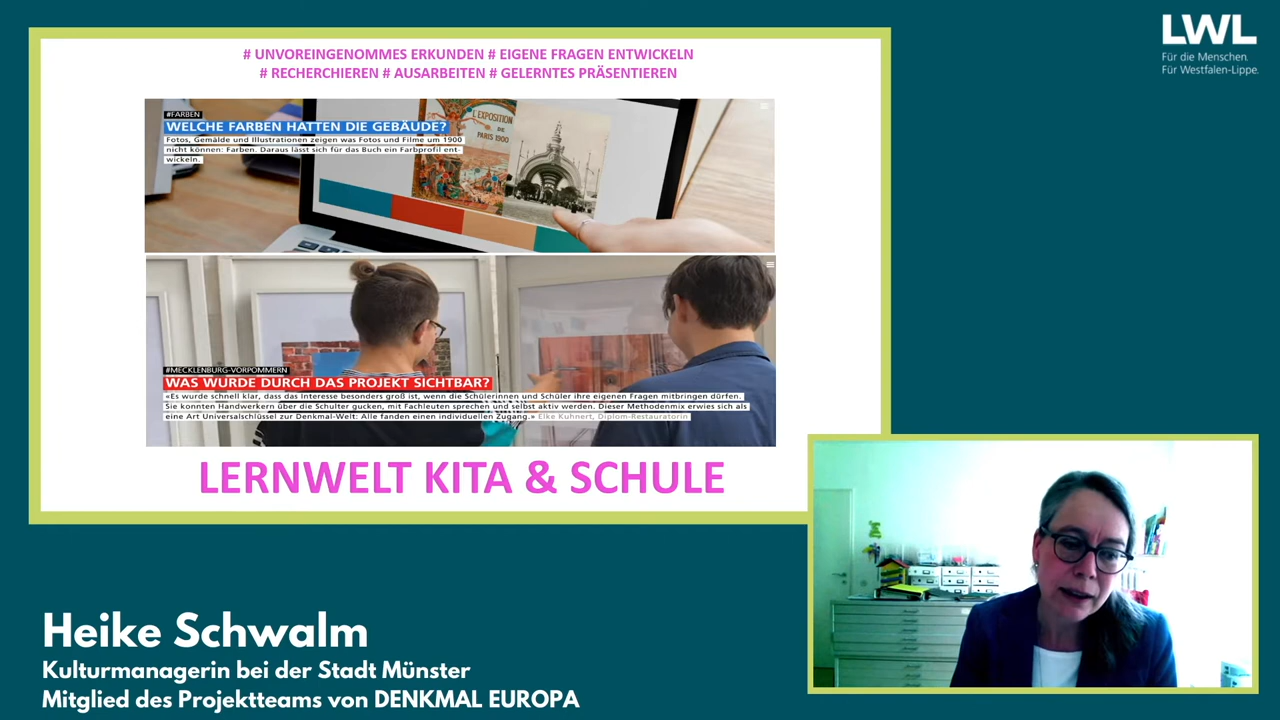 # UNVOREINGENOMMES ERKUNDEN # EIGENE FRAGEN ENTWICKELN
# RECHERCHIEREN # AUSARBEITEN # GELERNTES PRÄSENTIEREN
#FARBEN
WELCHE FARBEN HATTEN DIE GEBÄUDE?
Fotos, Gemälde und Illustrationen zeigen was Fotos und Filme um 1900
nicht können: Farben. Daraus lässt sich für das Buch ein Farbprofil ent-
wickeln.
L'EXPOSITION
DE
PARIS 1900
#MECKLENBURG-VORPOMMERN
WAS WURDE DURCH DAS PROJEKT SICHTBAR?
«Es wurde schnell klar, dass das Interesse besonders groß ist, wenn die Schülerinnen und Schüler ihre eigenen Fragen mitbringen dürfen.
Sie konnten Handwerkern über die Schulter gucken, mit Fachleuten sprechen und selbst aktiv werden. Dieser Methodenmix erwies sich als
eine Art Universalschlüssel zur Denkmal-Welt: Alle fanden einen individuellen Zugang.» Elke Kuhnert, Diplom-Restauratorin
LERNWELT KITA & SCHULE
LWL
Für die Menschen.
Für Westfalen-Lippe.
Heike Schwalm
Kulturmanagerin bei der Stadt Münster
Mitglied des Projektteams von DENKMAL EUROPA